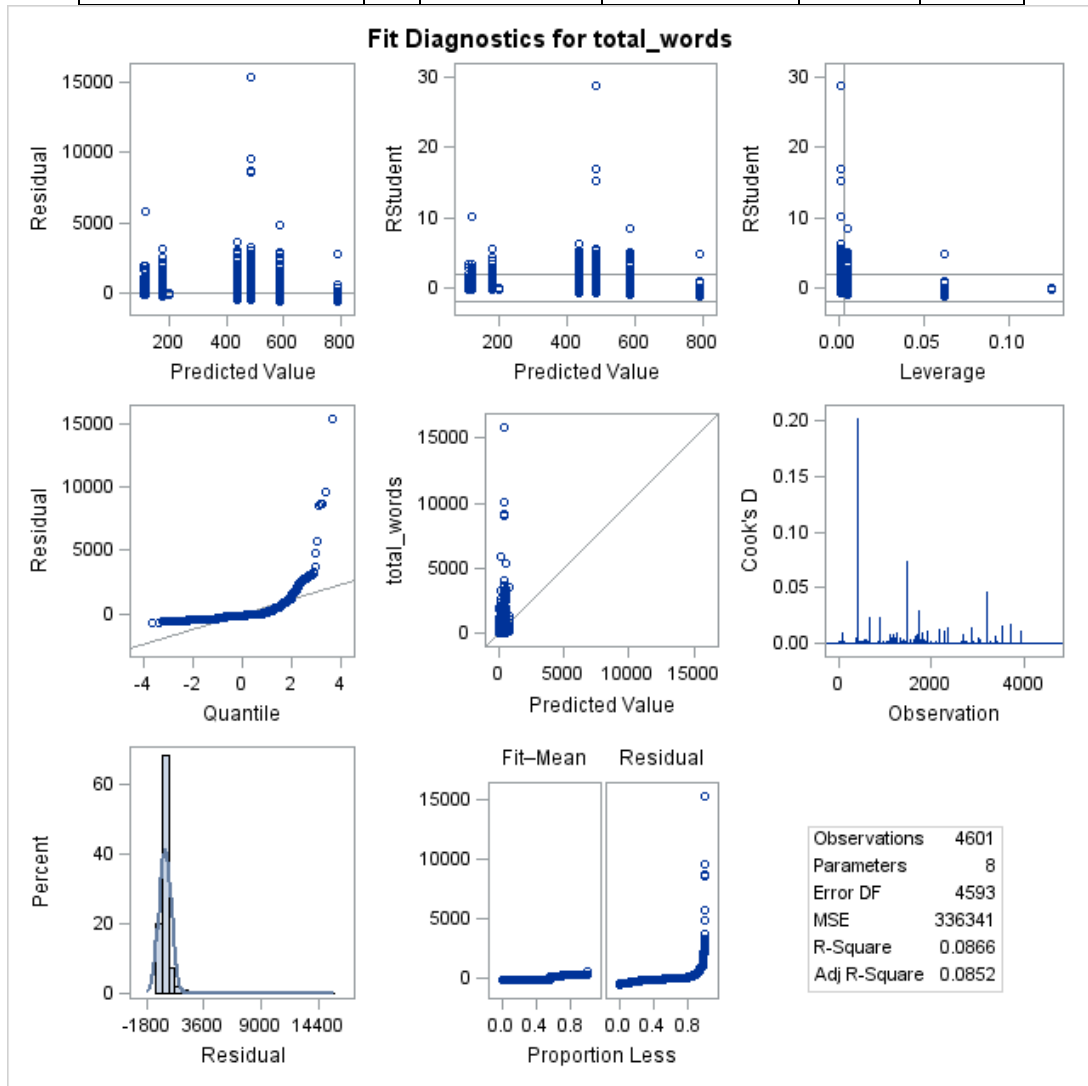 Fit Diagnostics for total_words
15000
10000
5000
0
Residual
200 400 600 800
Predicted Value
30
20
10
0
RStudent
200 400 600 800
Predicted Value
30
20
10
0
RStudent
0.00 0.05 0.10
Leverage
15000
10000
5000
0
Residual
-4 -2 0 2 4
Quantile
15000
10000
5000
0
total_words
0 5000 10000 15000
Predicted Value
0.20
0.15
0.10
0.05
0.00
Cook's D
0 2000 4000
Observation
60
40
20
0
Percent
-1800 3600 9000 14400
Residual
Fit–Mean Residual
15000
10000
5000
0
0.0 0.4 0.8 0.0 0.4 0.8
Proportion Less
Observations 4601
Parameters 8
Error DF 4593
MSE 336341
R-Square 0.0866
Adj R-Square 0.0852